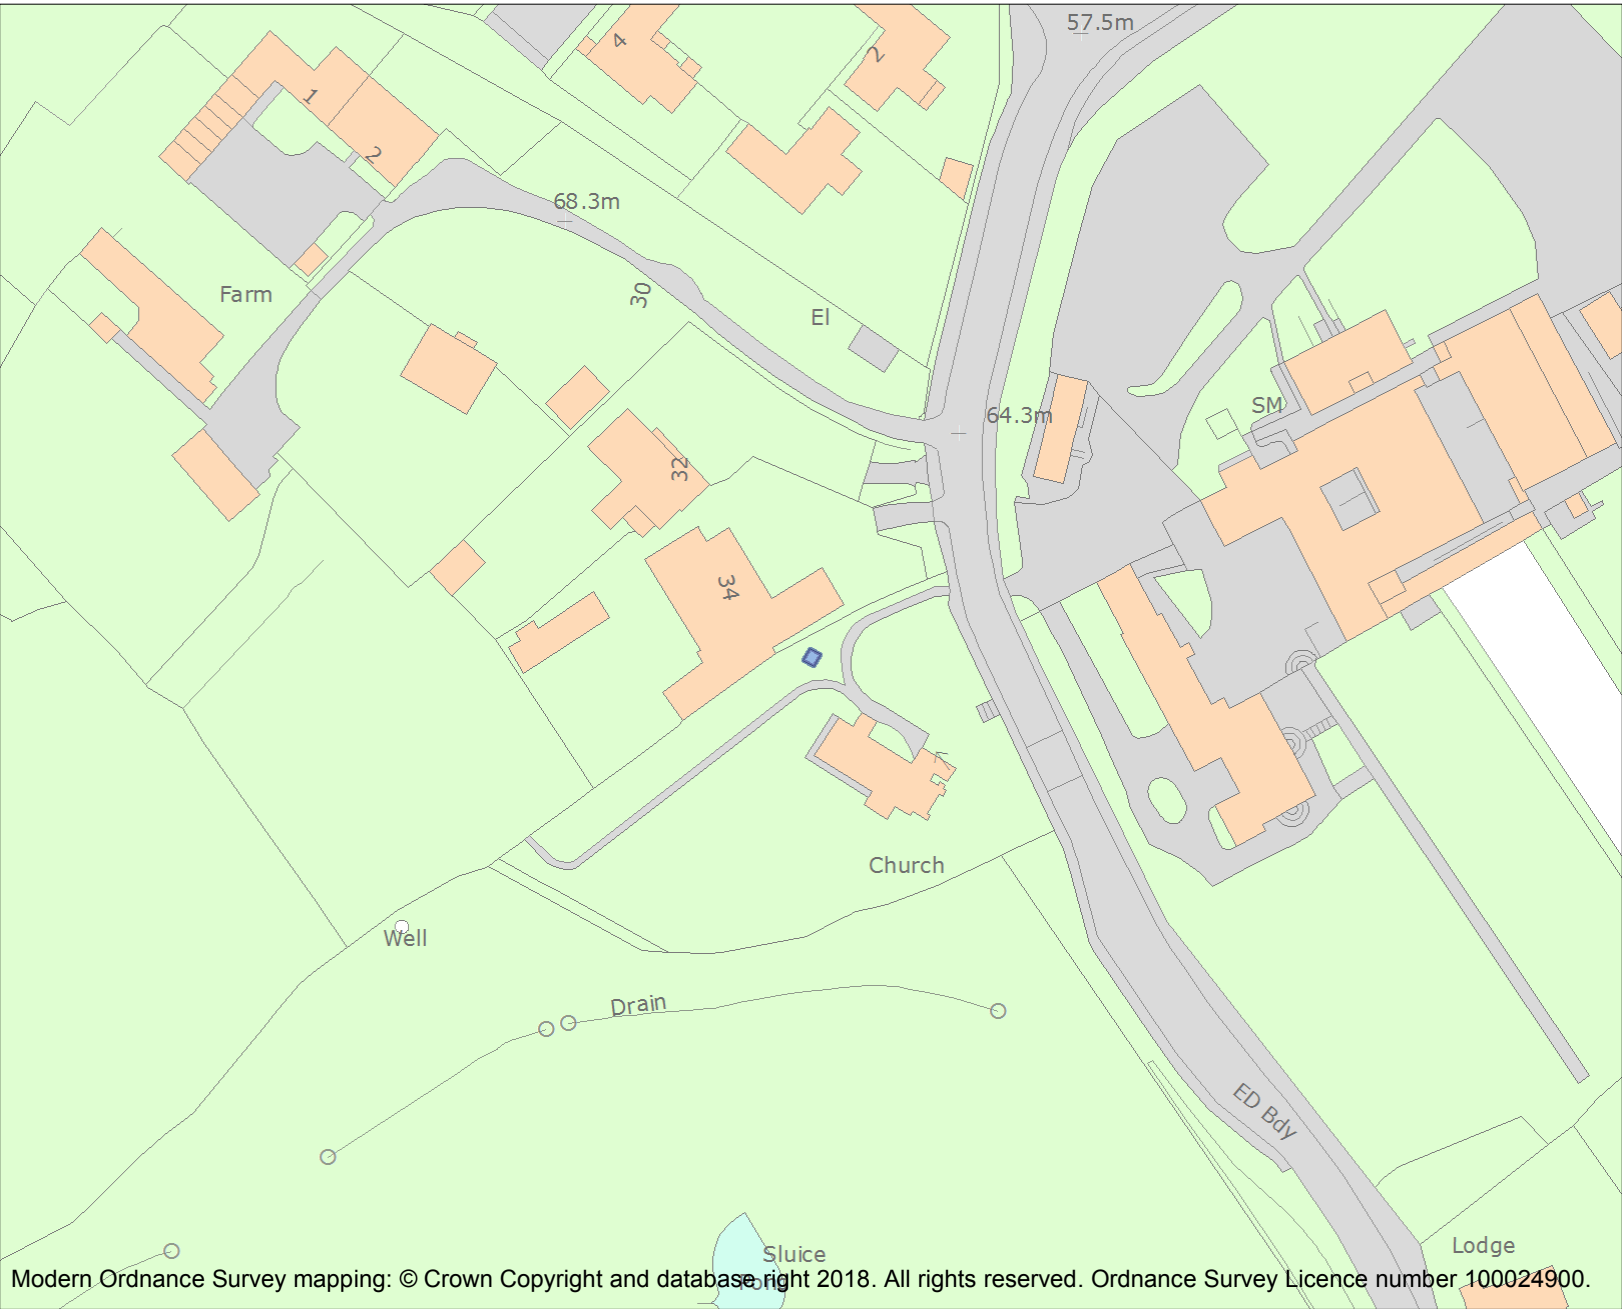 57.5m
4
2
1
2
68.3m
Farm
30
El
64.3m
SM
32
34
Church
Well
Drain
ED Bdy
Lodge
Sluice
Pond
Modern Ordnance Survey mapping: © Crown Copyright and database right 2018. All rights reserved. Ordnance Survey Licence number 100024900.